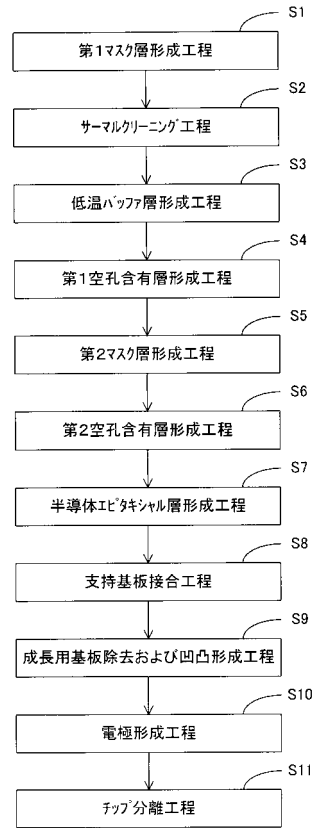 S1
第1マスク層形成工程
S2
サーマルクリーニング工程
S3
低温バッファ層形成工程
S4
第1空孔含有層形成工程
S5
第2マスク層形成工程
S6
第2空孔含有層形成工程
S7
半導体エピタキシャル層形成工程
S8
支持基板接合工程
S9
成長用基板除去および凹凸形成工程
S10
電極形成工程
S11
チップ分離工程